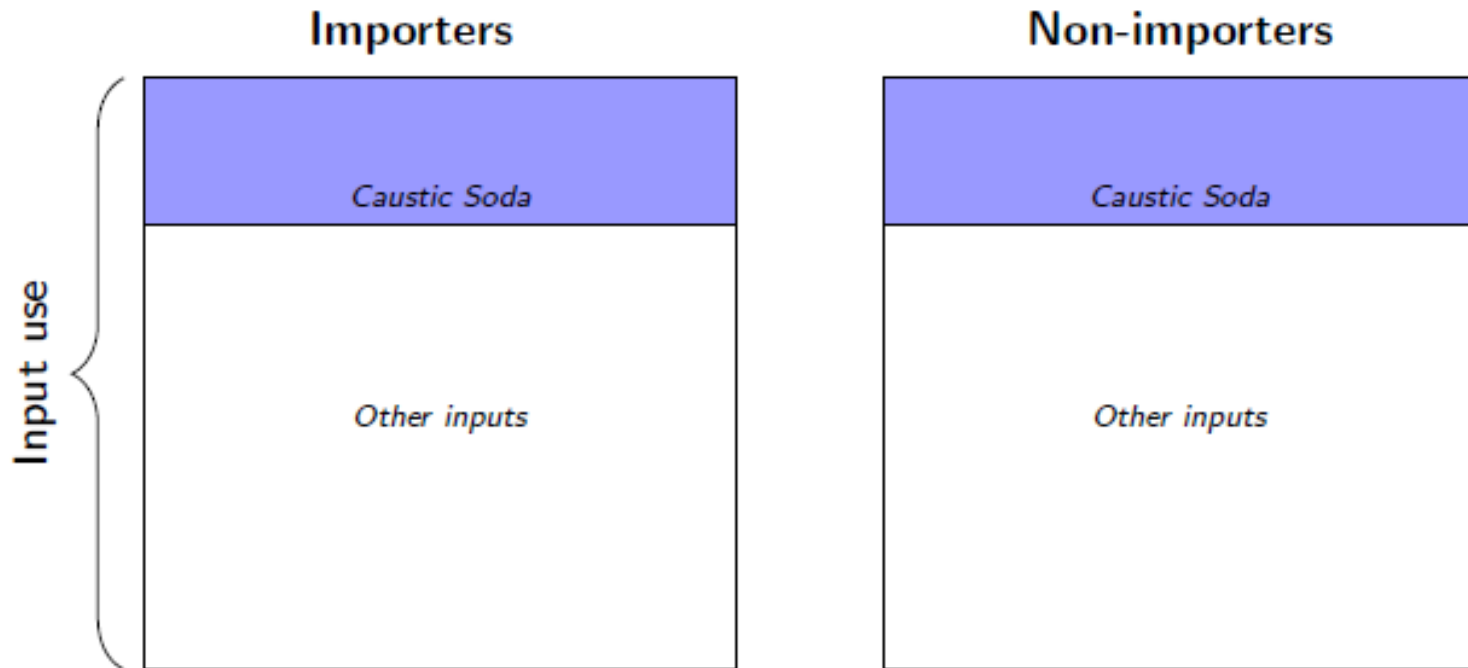 Importers
Non-importers
Input use
Caustic Soda
Caustic Soda
Other inputs
Other inputs